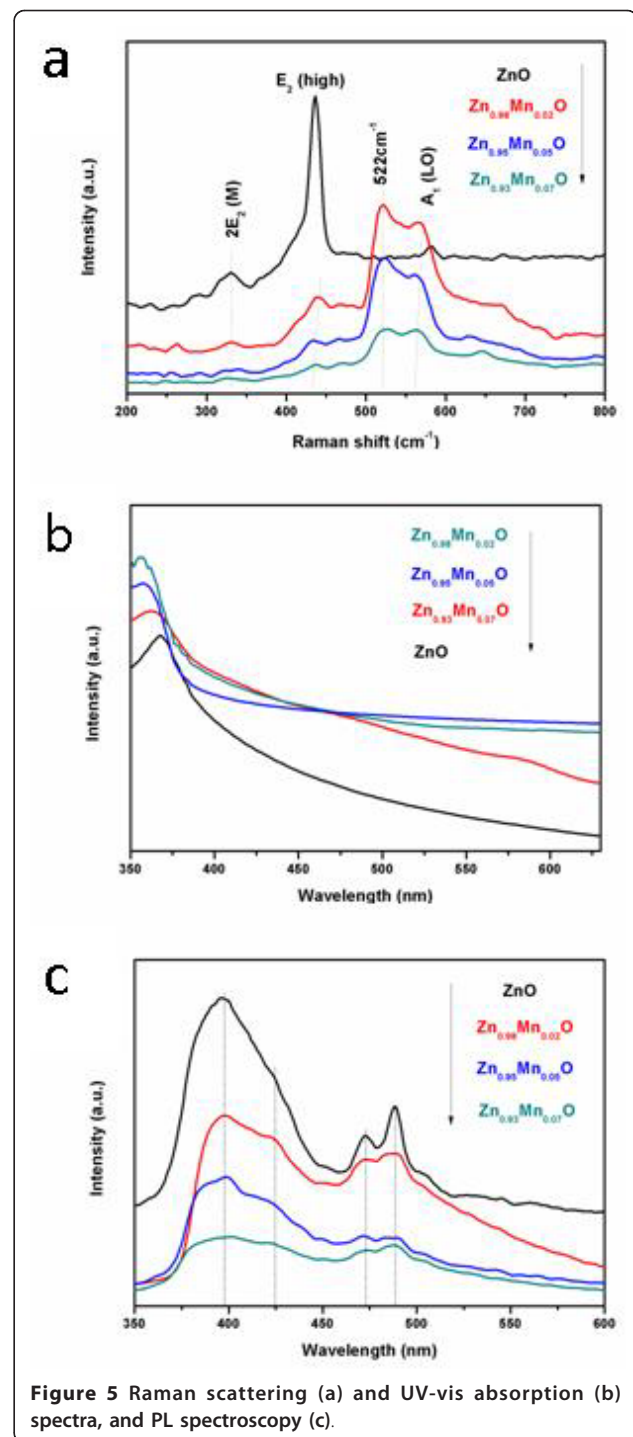 a
E₂ (high)
2E₂ (M)
522cm⁻¹
A₁ (LO)
ZnO
Zn₀.₉₈Mn₀.₀₂O
Zn₀.₉₅Mn₀.₀₅O
Zn₀.₉₃Mn₀.₀₇O
Intensity (a.u.)
200 300 400 500 600 700 800
Raman shift (cm⁻¹)
b
Zn₀.₉₈Mn₀.₀₂O
Zn₀.₉₅Mn₀.₀₅O
Zn₀.₉₃Mn₀.₀₇O
ZnO
Intensity (a.u.)
350 400 450 500 550 600
Wavelength (nm)
c
ZnO
Zn₀.₉₈Mn₀.₀₂O
Zn₀.₉₅Mn₀.₀₅O
Zn₀.₉₃Mn₀.₀₇O
Intensity (a.u.)
350 400 450 500 550 600
Wavelength (nm)
Figure 5 Raman scattering (a) and UV-vis absorption (b)
spectra, and PL spectroscopy (c).